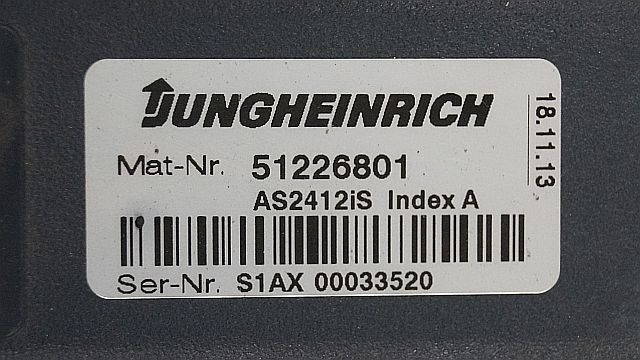 JUNGHEINRICH
Mat-Nr. 51226801
AS2412iS Index A
Ser-Nr. S1AX 00033520
18.11.13